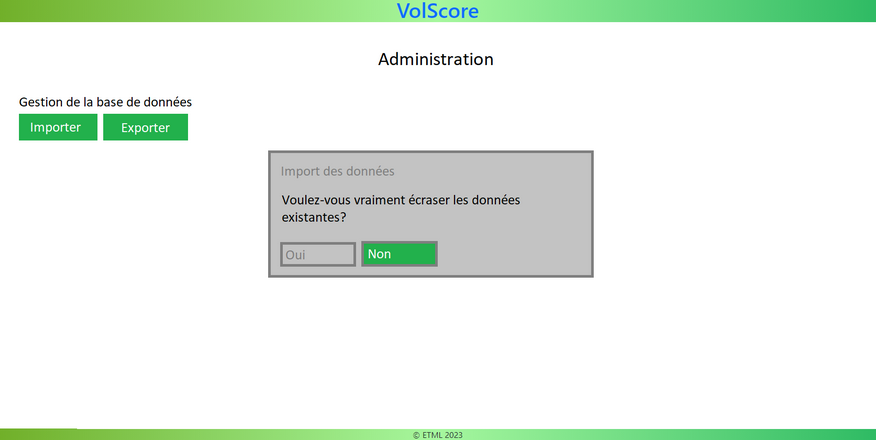 VolScore
Administration
Gestion de la base de données
Importer
Exporter
Import des données
Voulez-vous vraiment écraser les données
existantes?
Oui
Non
© ETML 2023